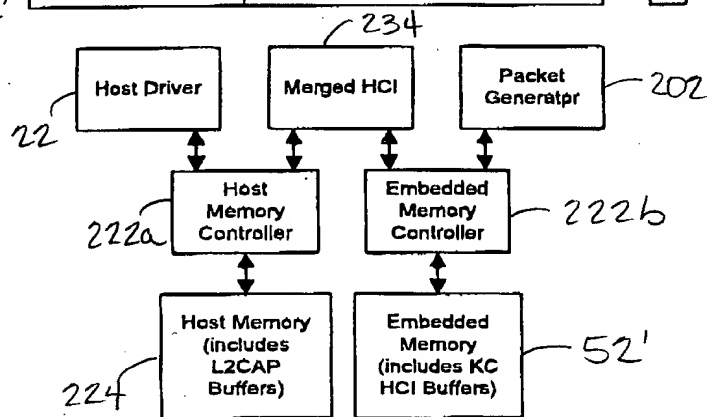 234
Host Driver
Merged HCI
Packet
Generator
202
22
Host
Memory
Controller
222a
Embedded
Memory
Controller
222b
Host Memory
(includes
L2CAP
Buffers)
224
Embedded
Memory
(includes KC
HCI Buffers)
52'